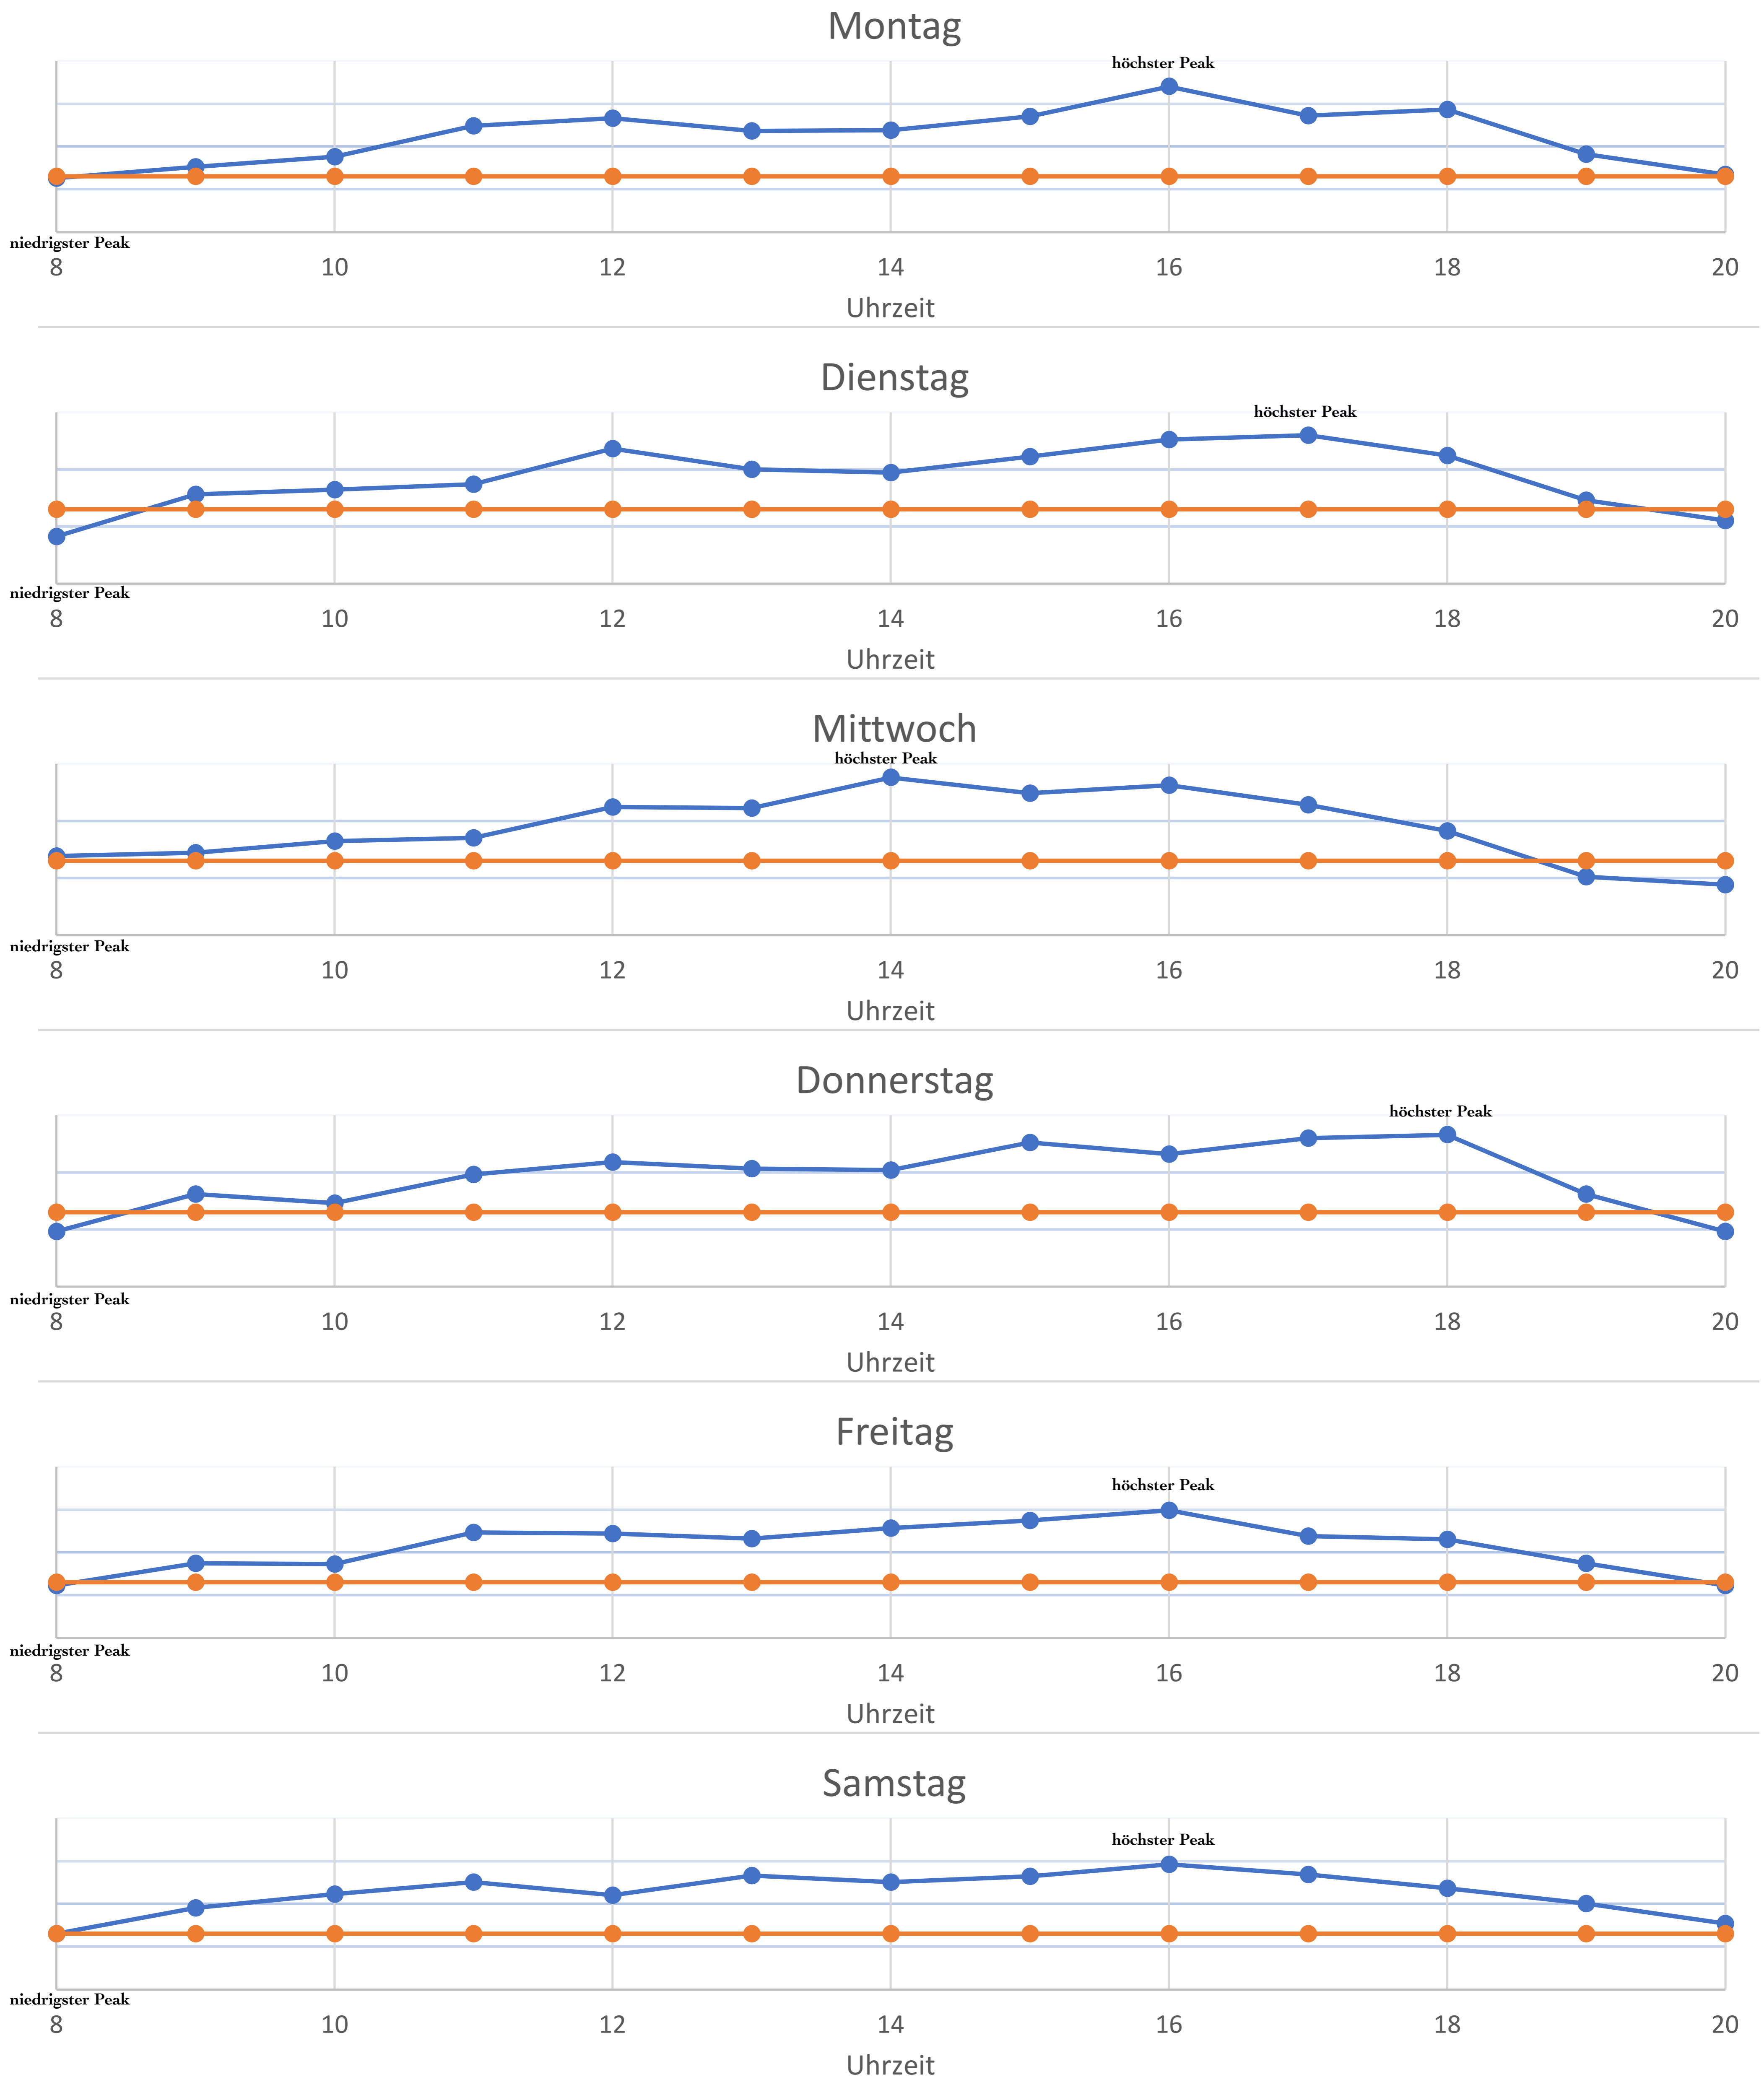 Montag
höchster Peak
niedrigster Peak
8 10 12 14 16 18 20
Uhrzeit
Dienstag
höchster Peak
niedrigster Peak
8 10 12 14 16 18 20
Uhrzeit
Mittwoch
höchster Peak
niedrigster Peak
8 10 12 14 16 18 20
Uhrzeit
Donnerstag
höchster Peak
niedrigster Peak
8 10 12 14 16 18 20
Uhrzeit
Freitag
höchster Peak
niedrigster Peak
8 10 12 14 16 18 20
Uhrzeit
Samstag
höchster Peak
niedrigster Peak
8 10 12 14 16 18 20
Uhrzeit